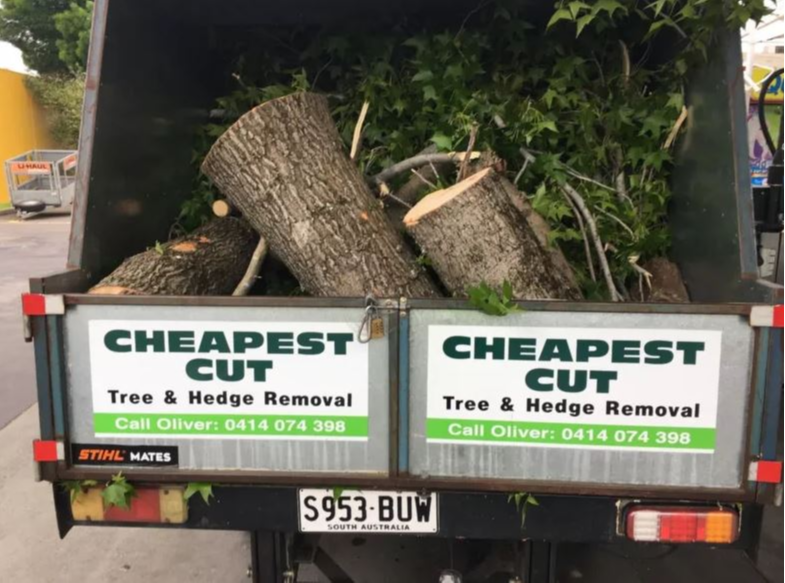 U-HAUL
CHEAPEST
CUT
Tree & Hedge Removal
Call Oliver: 0414 074 398
STIHL MATES
CHEAPEST
CUT
Tree & Hedge Removal
Call Oliver: 0414 074 398
S953·BUW
SOUTH AUSTRALIA